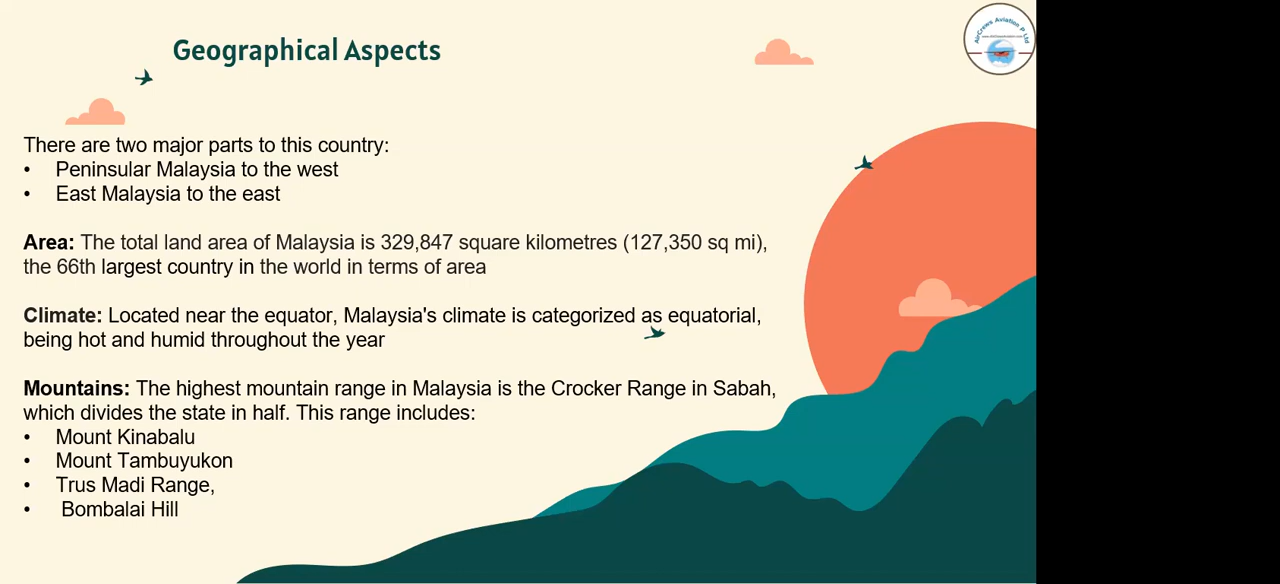 Geographical Aspects
AirCrews Aviation P Ltd
There are two major parts to this country:
• Peninsular Malaysia to the west
• East Malaysia to the east
Area: The total land area of Malaysia is 329,847 square kilometres (127,350 sq mi),
the 66th largest country in the world in terms of area
Climate: Located near the equator, Malaysia's climate is categorized as equatorial,
being hot and humid throughout the year
Mountains: The highest mountain range in Malaysia is the Crocker Range in Sabah,
which divides the state in half. This range includes:
• Mount Kinabalu
• Mount Tambuyukon
• Trus Madi Range,
• Bombalai Hill